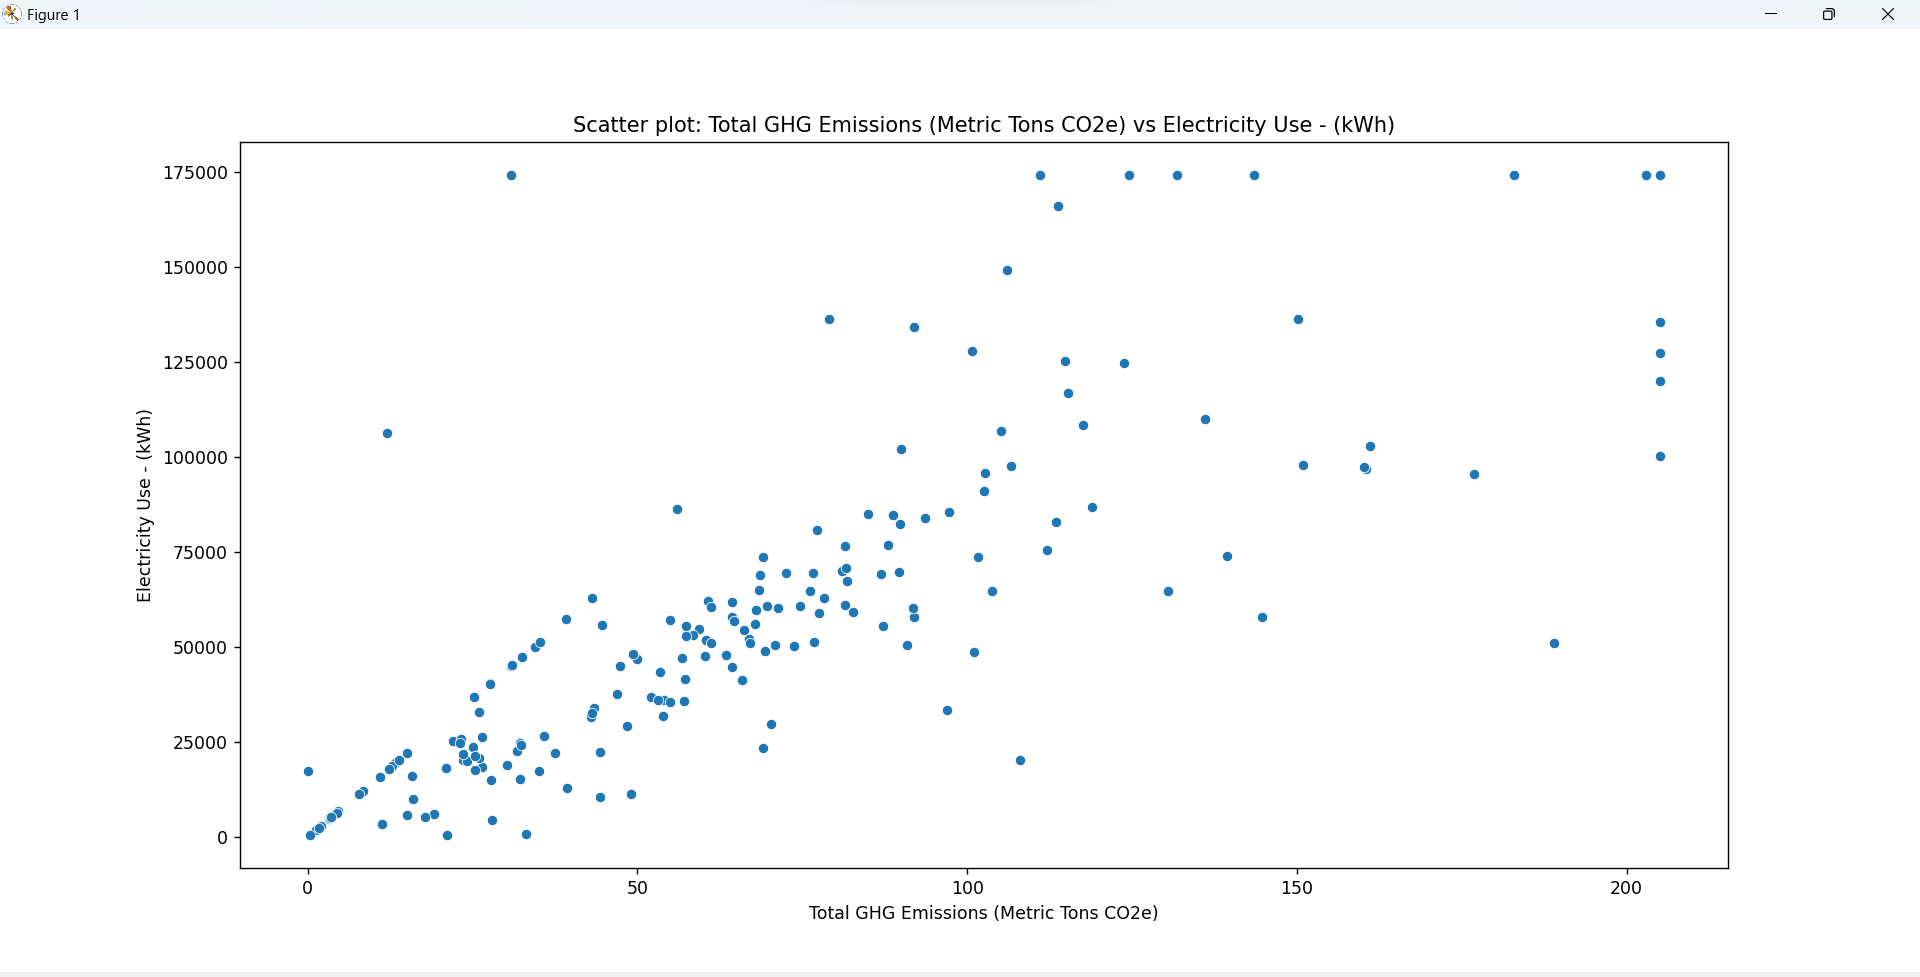 Figure 1
Scatter plot: Total GHG Emissions (Metric Tons CO2e) vs Electricity Use - (kWh)
175000
150000
125000
100000
75000
50000
25000
0
Electricity Use - (kWh)
0 50 100 150 200
Total GHG Emissions (Metric Tons CO2e)